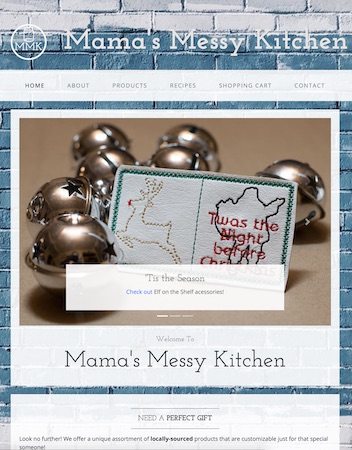 MMK
Mama's Messy Kitchen
HOME ABOUT PRODUCTS RECIPES SHOPPING CART CONTACT
Twas the
Night
before
'Tis the Season
Check out Elf on the Shelf acessories!
Welcome To
Mama's Messy Kitchen
NEED A PERFECT GIFT
Look no further! We offer a unique assortment of locally-sourced products that are customizable just for that special
someone!